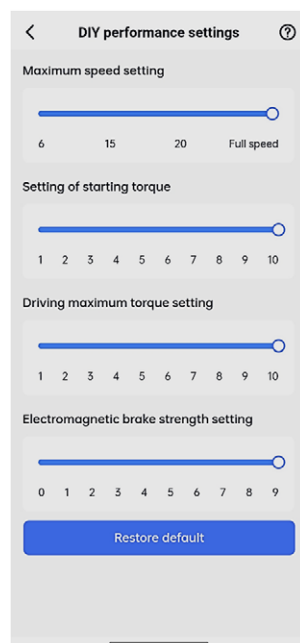 DIY performance settings
Maximum speed setting
6 15 20 Full speed
Setting of starting torque
1 2 3 4 5 6 7 8 9 10
Driving maximum torque setting
1 2 3 4 5 6 7 8 9 10
Electromagnetic brake strength setting
0 1 2 3 4 5 6 7 8 9
Restore default